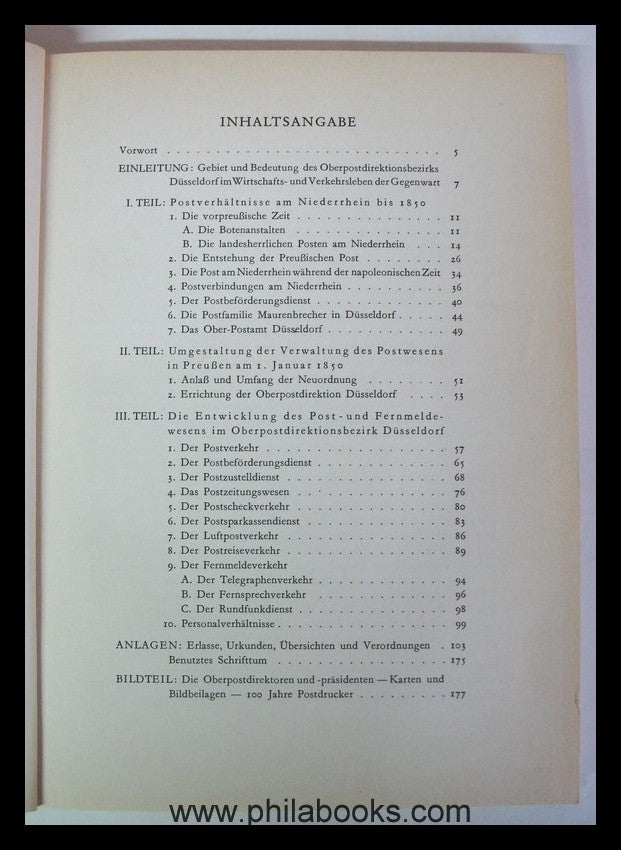 INHALTSANGABE
Vorwort . . . . . . . . . . . . . . . . . . . . . . . . . . . 5
EINLEITUNG: Gebiet und Bedeutung des Oberpostdirektionsbezirks
Düsseldorf im Wirtschafts- und Verkehrsleben der Gegenwart 7
I. TEIL: Postverhältnisse am Niederrhein bis 1850
1. Die vorpreußische Zeit . . . . . . . . . . . . . . . 11
A. Die Botenanstalten . . . . . . . . . . . . . . . 11
B. Die landesherrlichen Posten am Niederrhein . . . 14
2. Die Entstehung der Preußischen Post . . . . . . . . 26
3. Die Post am Niederrhein während der napoleonischen Zeit 34
4. Postverbindungen am Niederrhein . . . . . . . . . . 36
5. Der Postbeförderungsdienst . . . . . . . . . . . . . 40
6. Die Postfamilie Maurenbrecher in Düsseldorf . . . . . 44
7. Das Ober-Postamt Düsseldorf . . . . . . . . . . . . 49
II. TEIL: Umgestaltung der Verwaltung des Postwesens
in Preußen am 1. Januar 1850
1. Anlaß und Umfang der Neuordnung . . . . . . . . 51
2. Errichtung der Oberpostdirektion Düsseldorf . . . . 53
III. TEIL: Die Entwicklung des Post- und Fernmelde-
wesens im Oberpostdirektionsbezirk Düsseldorf
1. Der Postverkehr . . . . . . . . . . . . . . . . . . 57
2. Der Postbeförderungsdienst . . . . . . . . . . . . . 65
3. Der Postzustelldienst . . . . . . . . . . . . . . . . 68
4. Das Postzeitungswesen . . . . . . . . . . . . . . . 76
5. Der Postscheckverkehr . . . . . . . . . . . . . . . 80
6. Der Postsparkassendienst . . . . . . . . . . . . . . 83
7. Der Luftpostverkehr . . . . . . . . . . . . . . . . 86
8. Der Postreiseverkehr . . . . . . . . . . . . . . . . 89
9. Der Fernmeldeverkehr
A. Der Telegraphenverkehr . . . . . . . . . . . . . 94
B. Der Fernsprechverkehr . . . . . . . . . . . . . 96
C. Der Rundfunkdienst . . . . . . . . . . . . . . . 98
10. Personalverhältnisse . . . . . . . . . . . . . . . . . 99
ANLAGEN: Erlasse, Urkunden, Übersichten und Verordnungen . 103
Benutztes Schrifttum . . . . . . . . . . . . . . . . . 175
BILDTEIL: Die Oberpostdirektoren und -präsidenten — Karten und
Bildbeilagen — 100 Jahre Postdrucker . . . . . . . . . 177
www.philabooks.com